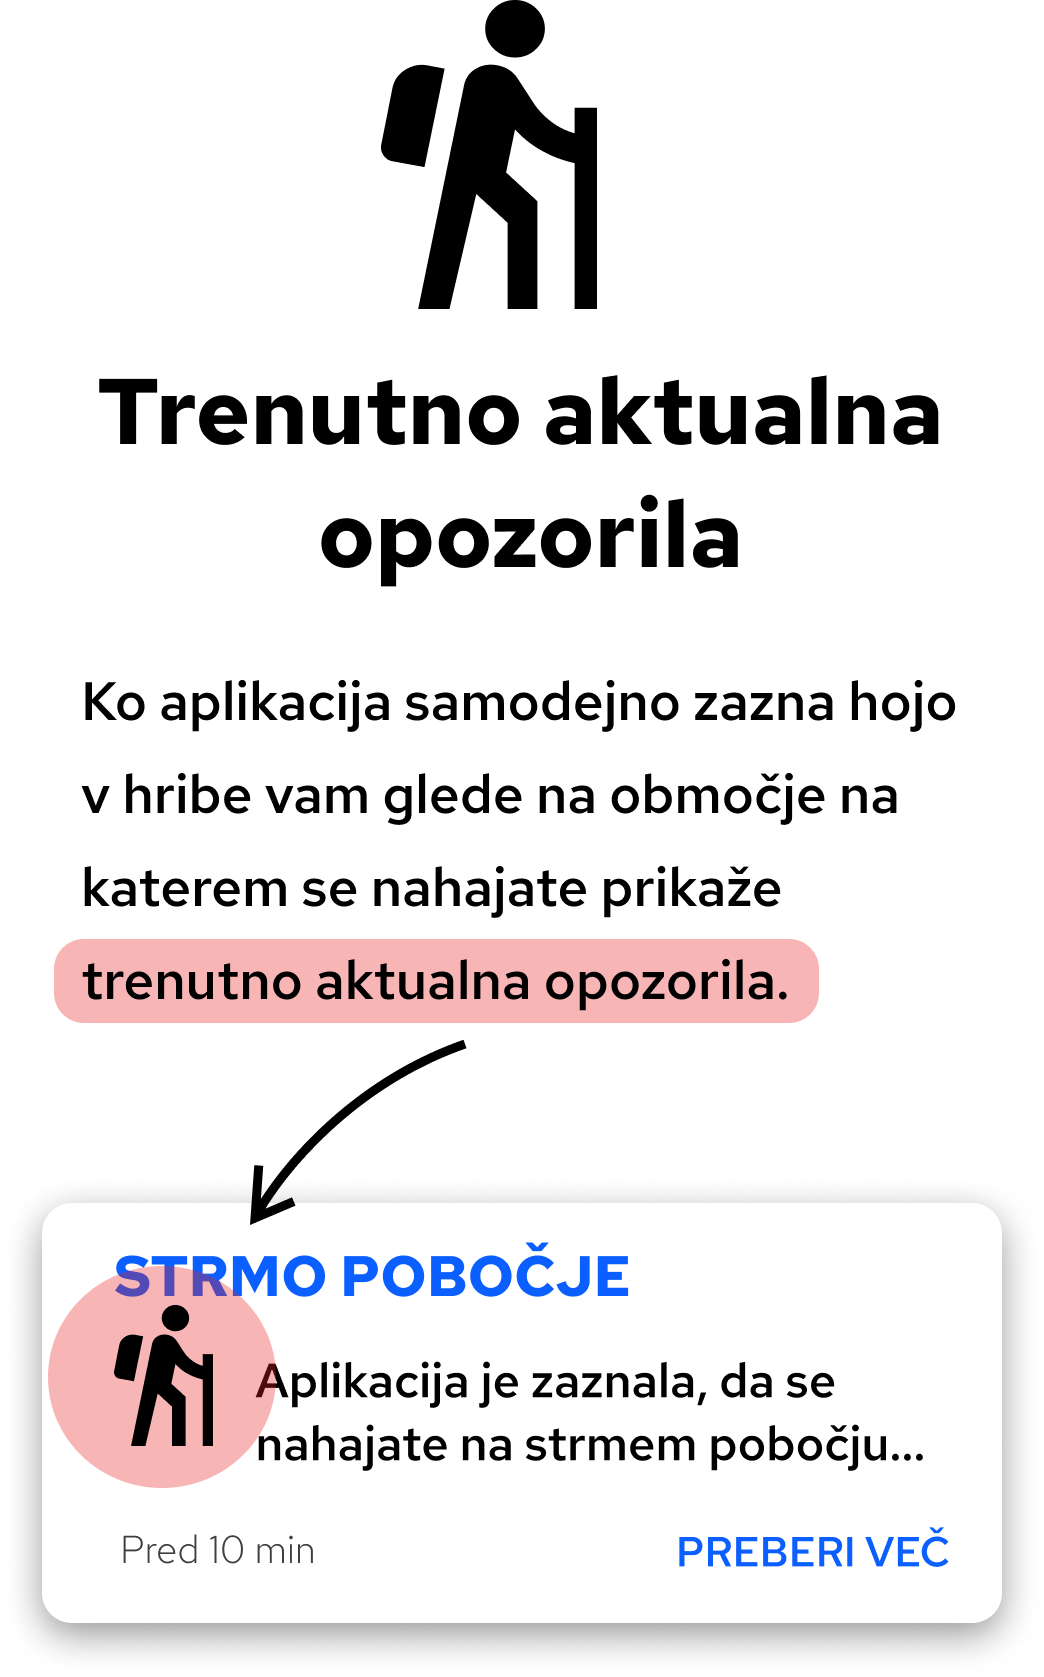 Trenutno aktualna
opozorila
Ko aplikacija samodejno zazna hojo
v hribe vam glede na območje na
katerem se nahajate prikaže
trenutno aktualna opozorila.
STRMO POBOČJE
Aplikacija je zaznala, da se
nahajate na strmem pobočju...
Pred 10 min
PREBERI VEČ